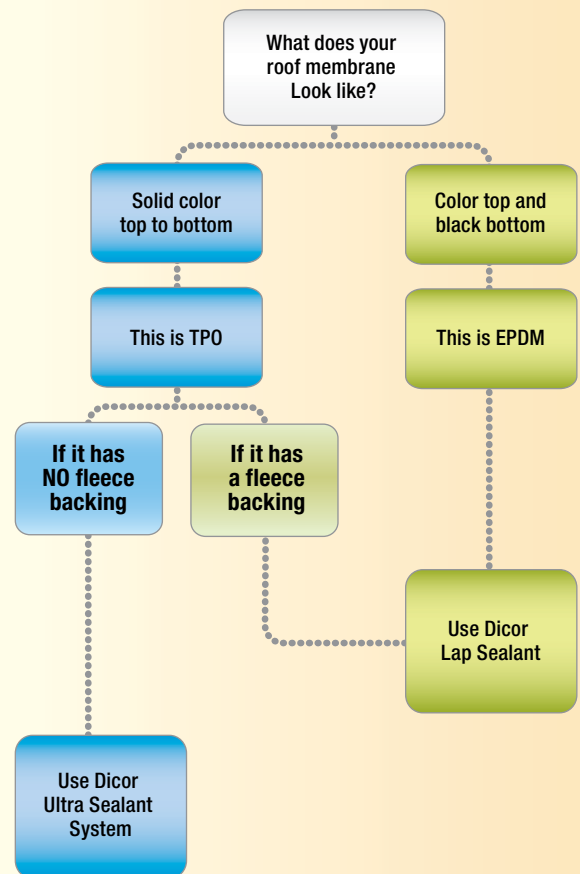 What does your
roof membrane
Look like?
Solid color
top to bottom
Color top and
black bottom
This is TPO
This is EPDM
If it has
NO fleece
backing
If it has
a fleece
backing
Use Dicor
Lap Sealant
Use Dicor
Ultra Sealant
System